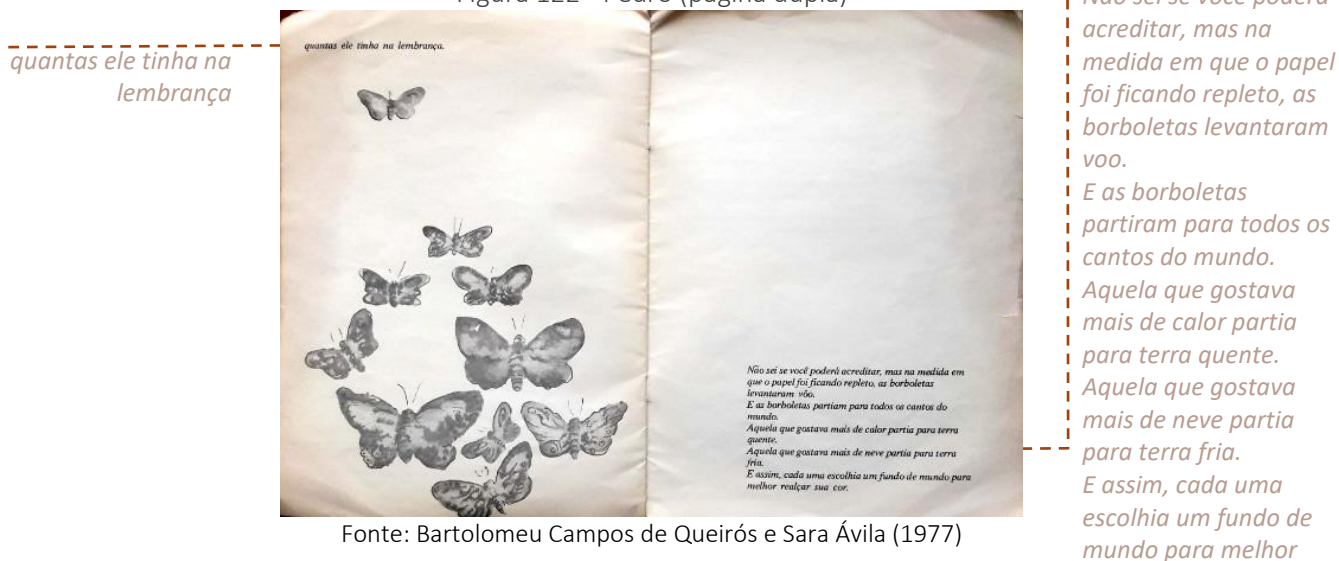 Figura 122 - Pedro (página dupla)
quantas ele tinha na
lembrança
quantas ele tinha na lembrança.
Não sei se você poderá acreditar, mas na medida em
que o papel foi ficando repleto, as borboletas
levantaram vôo.
E as borboletas partiam para todos os cantos do
mundo.
Aquela que gostava mais de calor partia para terra
quente.
Aquela que gostava mais de neve partia para terra
fria.
E assim, cada uma escolhia um fundo de mundo para
melhor realçar sua cor.
Não sei se você poderá
acreditar, mas na
medida em que o papel
foi ficando repleto, as
borboletas levantaram
voo.
E as borboletas
partiram para todos os
cantos do mundo.
Aquela que gostava
mais de calor partia
para terra quente.
Aquela que gostava
mais de neve partia
para terra fria.
E assim, cada uma
escolhia um fundo de
mundo para melhor
Fonte: Bartolomeu Campos de Queirós e Sara Ávila (1977)